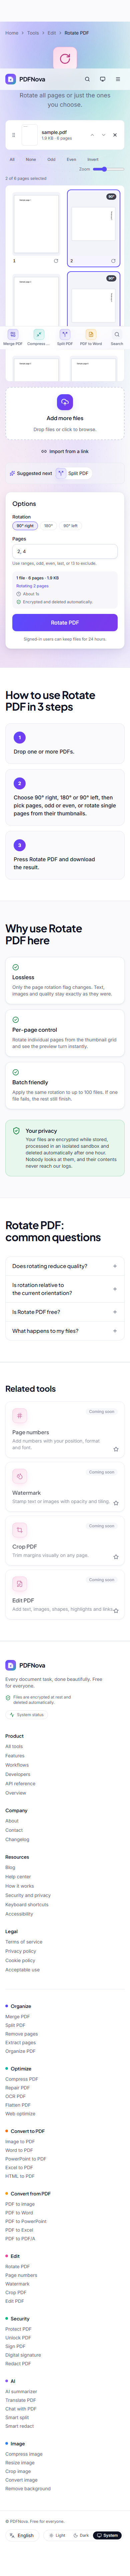 Home > Tools > Edit > Rotate PDF
PDFNova
Rotate all pages or just the ones
you choose.
sample.pdf
1.9 KB · 6 pages
All
None
Odd
Even
Invert
Zoom
2 of 6 pages selected
90°
1
2
90°
Merge PDF
Compress ...
Split PDF
PDF to Word
Search
Add more files
Drop files or click to browse.
Import from a link
Suggested next
Split PDF
Options
Rotation
90° right
180°
90° left
Pages
2, 4
Use ranges, odd, even, last, or 13 to exclude.
1 file · 6 pages · 1.9 KB
Rotating 2 pages
About 1s
Encrypted and deleted automatically.
Rotate PDF
Signed-in users can keep files for 24 hours.
How to use Rotate
PDF in 3 steps
1
Drop one or more PDFs.
2
Choose 90° right, 180° or 90° left, then
pick pages, odd or even, or rotate single
pages from their thumbnails.
3
Press Rotate PDF and download
the result.
Why use Rotate
PDF here
Lossless
Only the page rotation flag changes. Text,
images and quality stay exactly as they were.
Per-page control
Rotate individual pages from the thumbnail grid
and see the preview instantly.
Batch friendly
Apply the same rotation to up to 100 files. If one
file fails, the rest still finish.
Your privacy
Your files are encrypted while stored,
processed in an isolated sandbox and
deleted automatically after one hour.
Nobody looks at them, and their contents
never reach our logs.
Rotate PDF:
common questions
Does rotating reduce quality?
Is rotation relative to
the current orientation?
Is Rotate PDF free?
What happens to my files?
Related tools
Coming soon
Page numbers
Add numbers with your position, format
and font.
Coming soon
Watermark
Stamp text or images with opacity and tiling.
Coming soon
Crop PDF
Trim margins visually on any page.
Coming soon
Edit PDF
Add text, images, shapes, highlights and links.
PDFNova
Every document task, done beautifully. Free
for everyone.
Files are encrypted at rest and
deleted automatically.
System status
Product
All tools
Features
Workflows
Developers
API reference
Overview
Company
About
Contact
Changelog
Resources
Blog
Help center
How it works
Security and privacy
Keyboard shortcuts
Accessibility
Legal
Terms of service
Privacy policy
Cookie policy
Acceptable use
Organize
Merge PDF
Split PDF
Remove pages
Extract pages
Organize PDF
Optimize
Compress PDF
Repair PDF
OCR PDF
Flatten PDF
Web optimize
Convert to PDF
Image to PDF
Word to PDF
PowerPoint to PDF
Excel to PDF
HTML to PDF
Convert from PDF
PDF to Image
PDF to Word
PDF to PowerPoint
PDF to Excel
PDF to PDF/A
Edit
Rotate PDF
Page numbers
Watermark
Crop PDF
Edit PDF
Security
Protect PDF
Unlock PDF
Sign PDF
Digital signature
Redact PDF
AI
AI summarizer
Translate PDF
Chat with PDF
Smart split
Smart redact
Image
Compress image
Resize image
Crop image
Convert image
Remove background
© PDFNova. Free for everyone.
English
Light
Dark
System